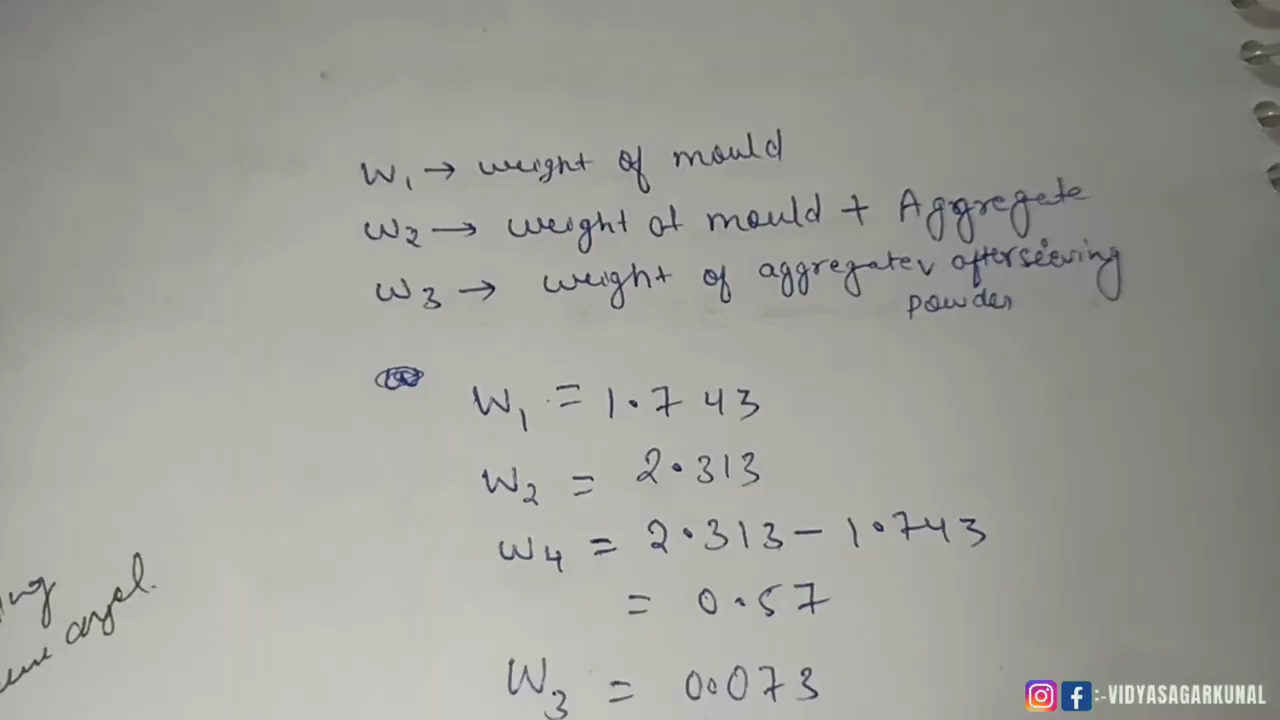 W1 → weight of mould
W2 → weight of mould + Aggregate
W3 → weight of aggregate after seiving
powder
W1 = 1.743
W2 = 2.313
W4 = 2.313 - 1.743
= 0.57
W3 = 0.073
angel.
:-VIDYASAGARKUNAL